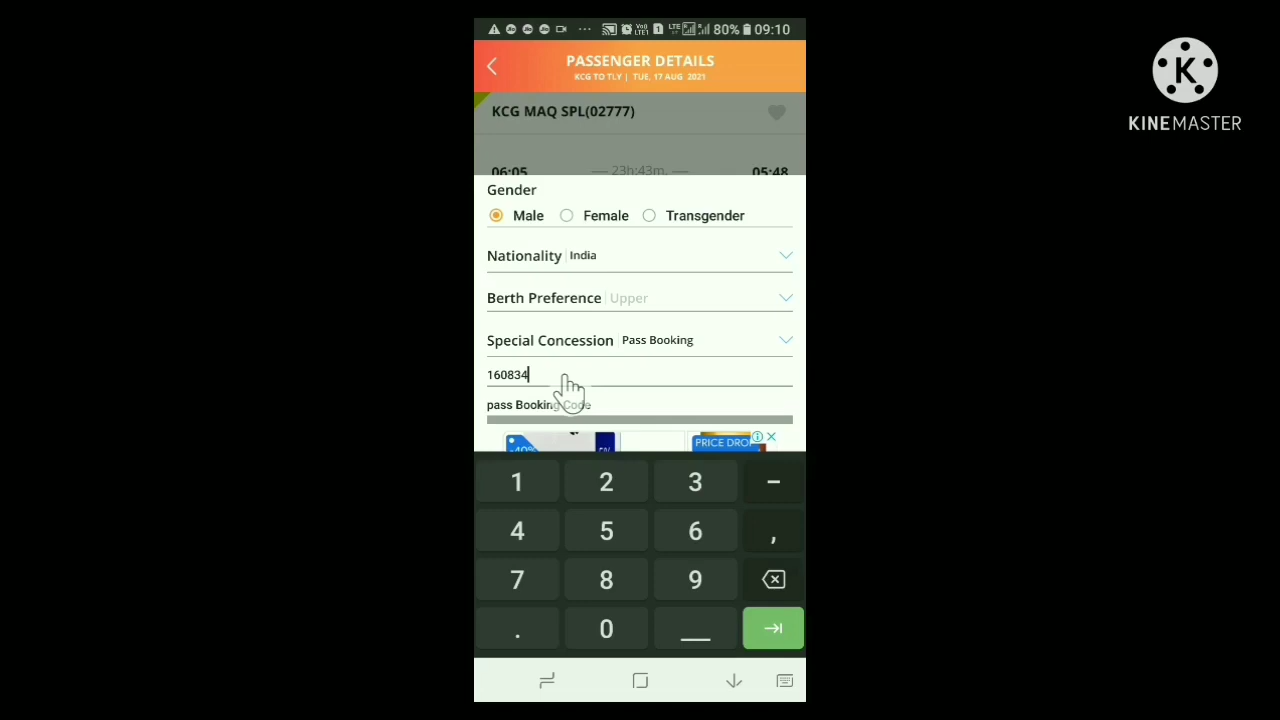 80% 09:10
PASSENGER DETAILS
KCG TO TLY | TUE, 17 AUG 2021
KINEMASTER
KCG MAQ SPL(02777)
06:05 23h:43m. 05:48
Gender
Male Female Transgender
Nationality India
Berth Preference Upper
Special Concession Pass Booking
160834
pass Booking Code
-40% PRICE DROP
1 2 3 -
4 5 6 ,
7 8 9
. 0